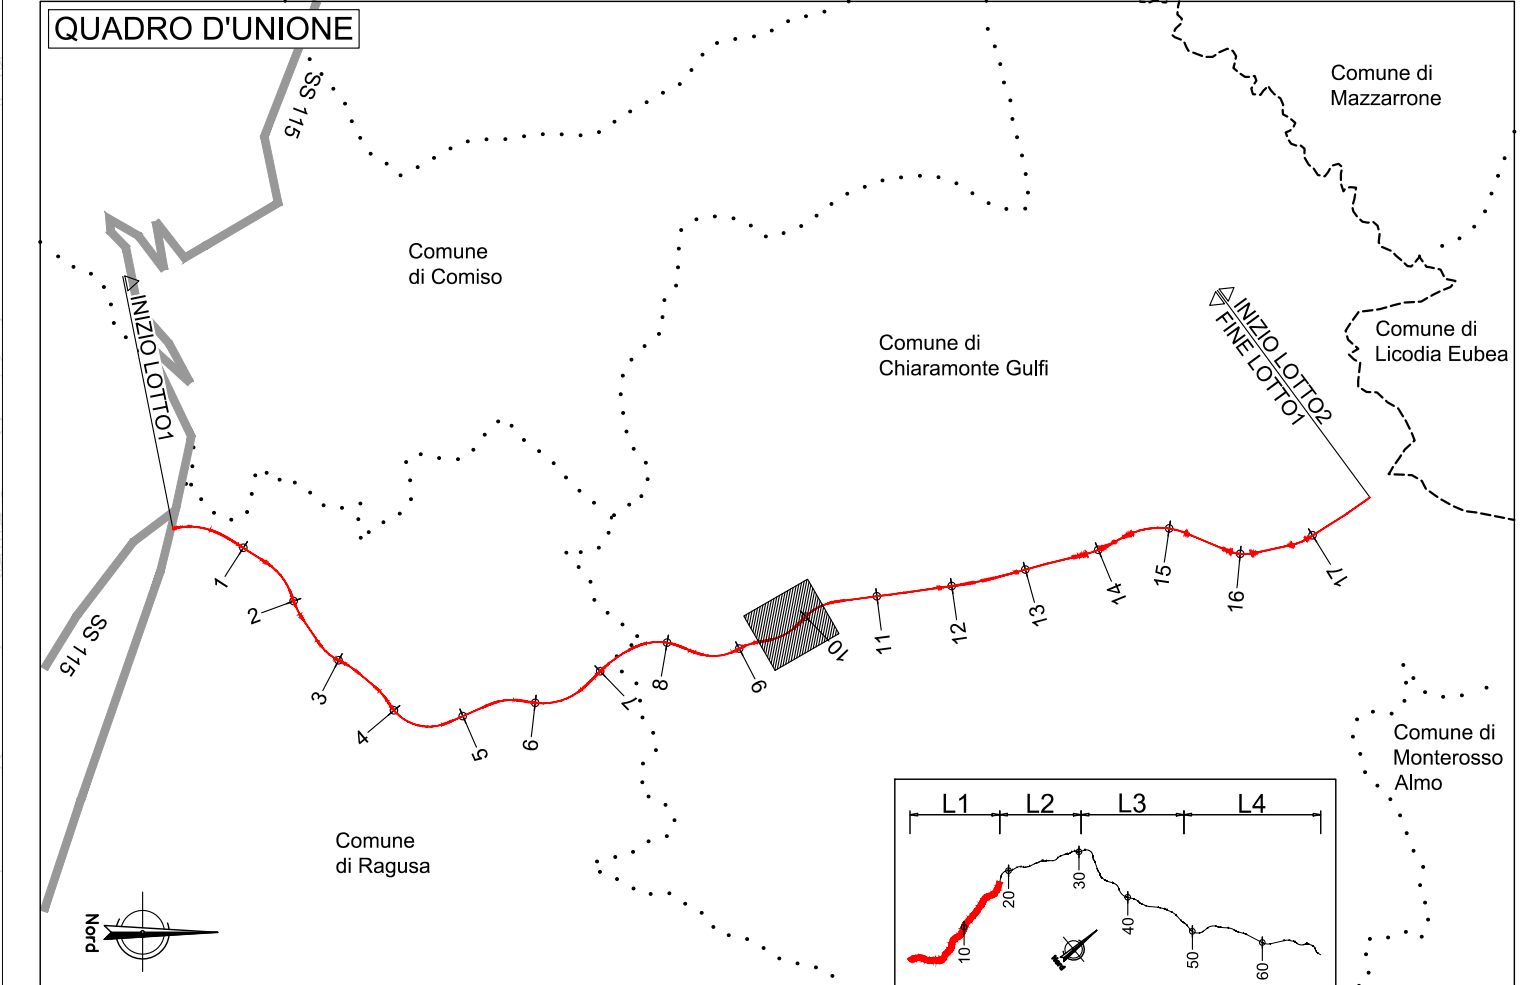 QUADRO D'UNIONE
SS 115
Comune di
Mazzarrone
Comune
di Comiso
INIZIO LOTTO1
Comune di
Chiaramonte Gulfi
INIZIO LOTTO2
FINE LOTTO1
Comune di
Licodia Eubea
1
2
3
4
5
6
7
8
9
10
11
12
13
14
15
16
17
SS 115
Comune di
Monterosso
Almo
Comune
di Ragusa
Nord
L1
L2
L3
L4
10
20
30
40
50
60
Nord